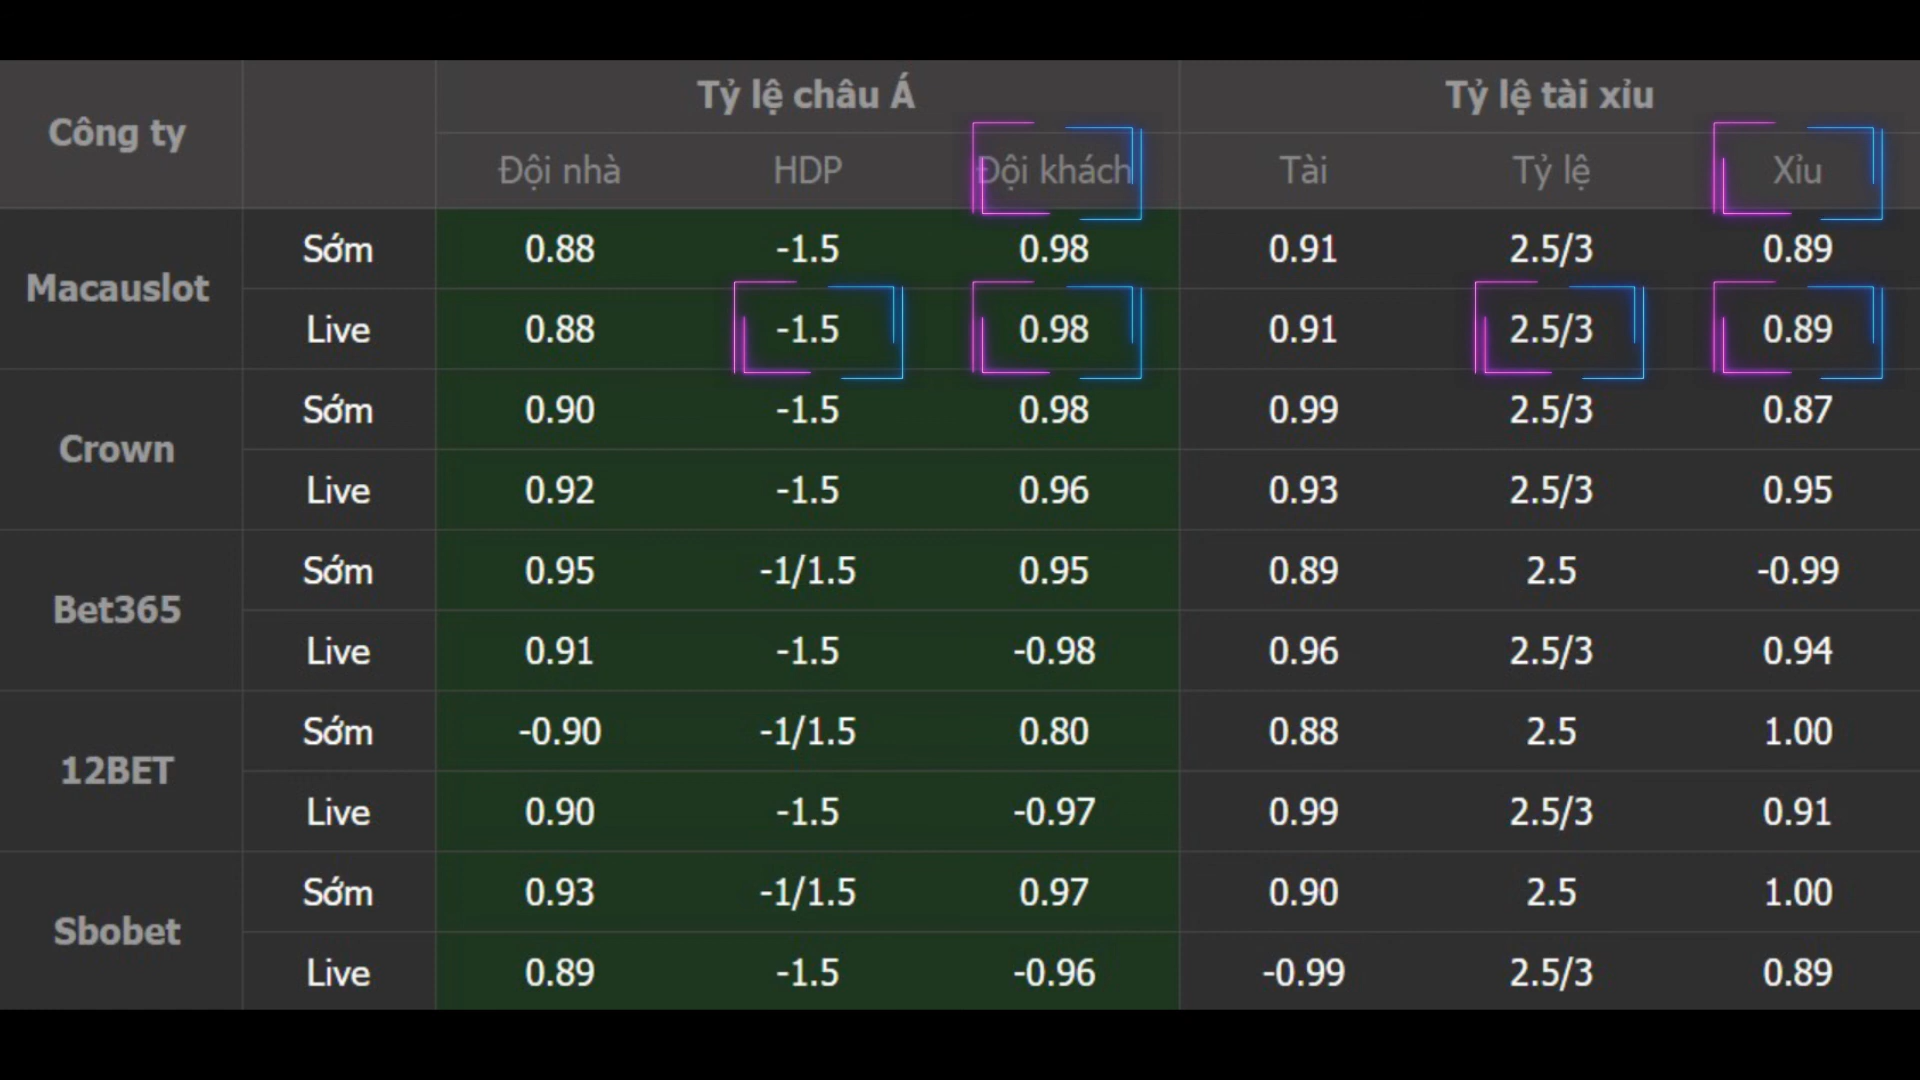 Công ty
Tỷ lệ châu Á
Tỷ lệ tài xỉu
Đội nhà HDP Đội khách Tài Tỷ lệ Xỉu
Macauslot
Sớm 0.88 -1.5 0.98 0.91 2.5/3 0.89
Live 0.88 -1.5 0.98 0.91 2.5/3 0.89
Crown
Sớm 0.90 -1.5 0.98 0.99 2.5/3 0.87
Live 0.92 -1.5 0.96 0.93 2.5/3 0.95
Bet365
Sớm 0.95 -1/1.5 0.95 0.89 2.5 -0.99
Live 0.91 -1.5 -0.98 0.96 2.5/3 0.94
12BET
Sớm -0.90 -1/1.5 0.80 0.88 2.5 1.00
Live 0.90 -1.5 -0.97 0.99 2.5/3 0.91
Sbobet
Sớm 0.93 -1/1.5 0.97 0.90 2.5 1.00
Live 0.89 -1.5 -0.96 -0.99 2.5/3 0.89